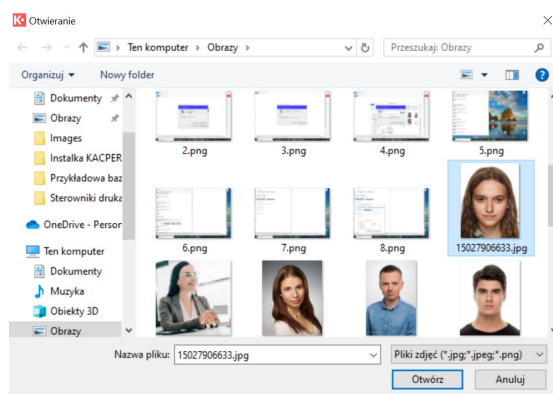 K Otwieranie
Ten komputer > Obrazy >
Przeszukaj: Obrazy
Organizuj
Nowy folder
Dokumenty
Obrazy
Images
Instalka KACPER
Przykładowa baz
Sterowniki druka
OneDrive - Person
Ten komputer
Dokumenty
Muzyka
Obiekty 3D
Obrazy
2.png
3.png
4.png
5.png
6.png
7.png
8.png
15027906633.jpg
Nazwa pliku: 15027906633.jpg
Pliki zdjęć (*.jpg;*.jpeg;*.png)
Otwórz
Anuluj